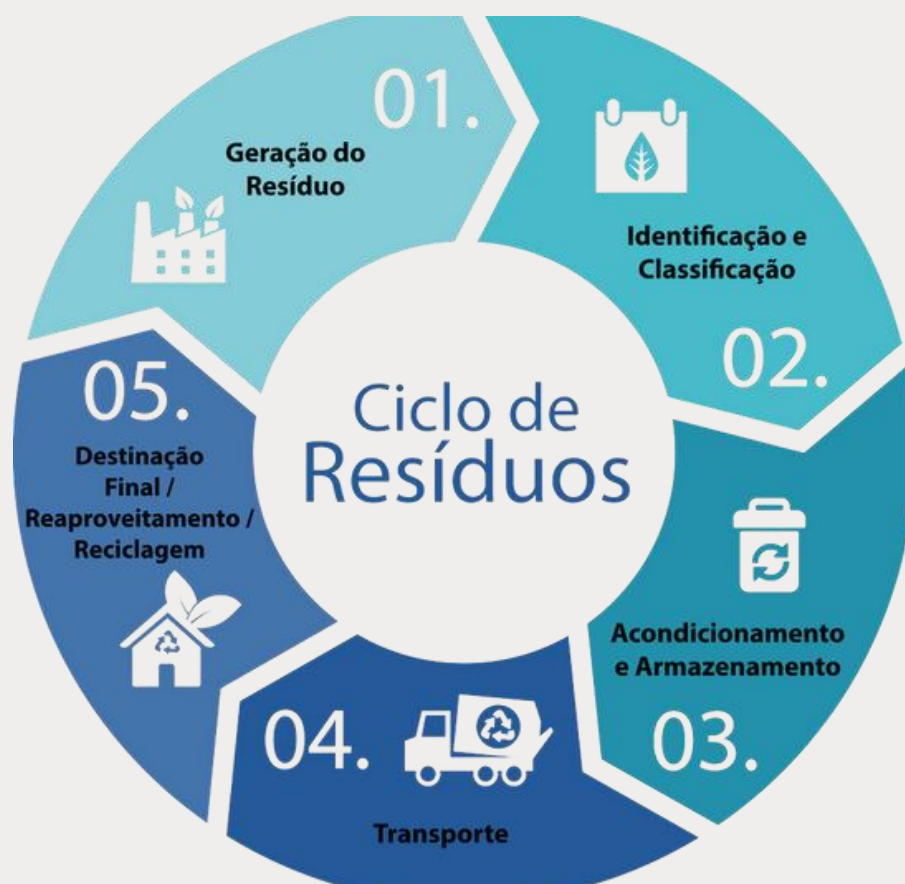 Ciclo de
Resíduos
01.
Geração do
Resíduo
Identificação e
Classificação
02.
Acondicionamento
e Armazenamento
03.
04.
Transporte
05.
Destinação
Final /
Reaproveitamento /
Reciclagem